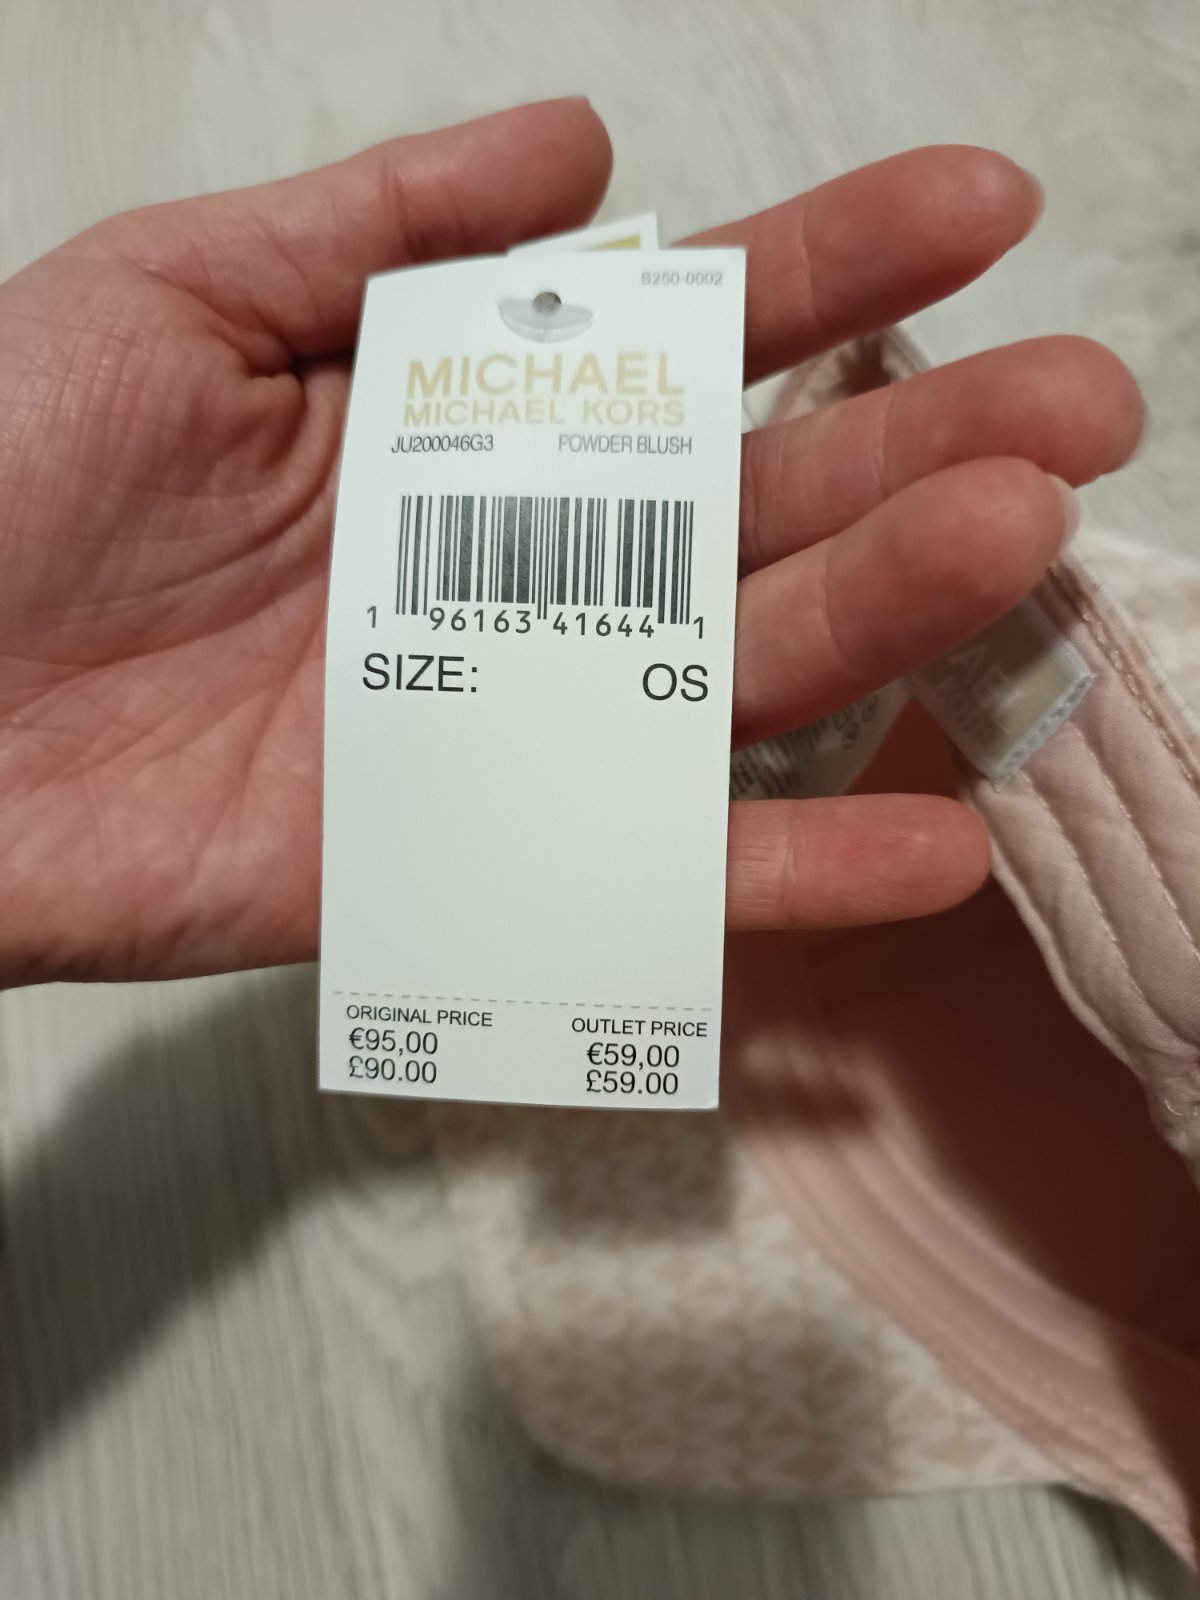 S250-0002
MICHAEL
MICHAEL KORS
JU200046G3 POWDER BLUSH
1 96163 41644 1
SIZE: OS
ORIGINAL PRICE OUTLET PRICE
€95,00 €59,00
£90.00 £59.00